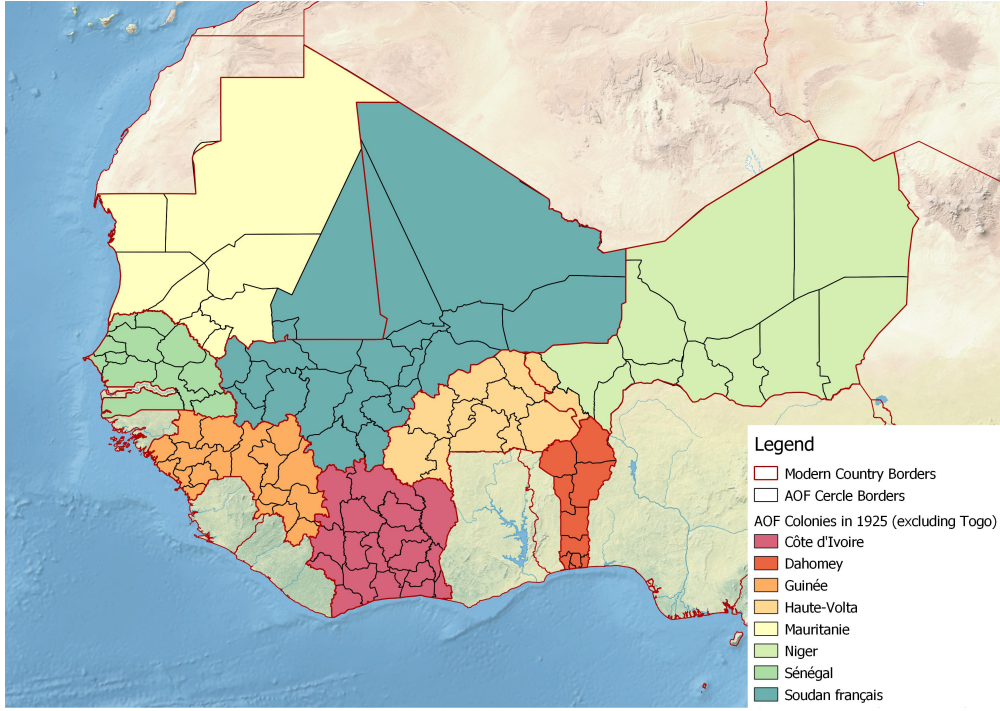 Legend
Modern Country Borders
AOF Cercle Borders
AOF Colonies in 1925 (excluding Togo)
Côte d'Ivoire
Dahomey
Guinée
Haute-Volta
Mauritanie
Niger
Sénégal
Soudan français